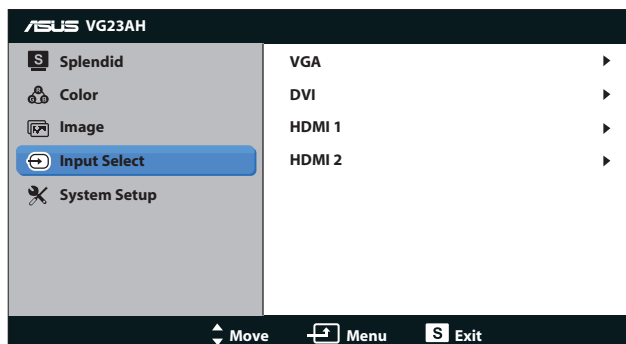 ASUS VG23AH
S Splendid
Color
Image
Input Select
System Setup
VGA
DVI
HDMI 1
HDMI 2
Move Menu S Exit